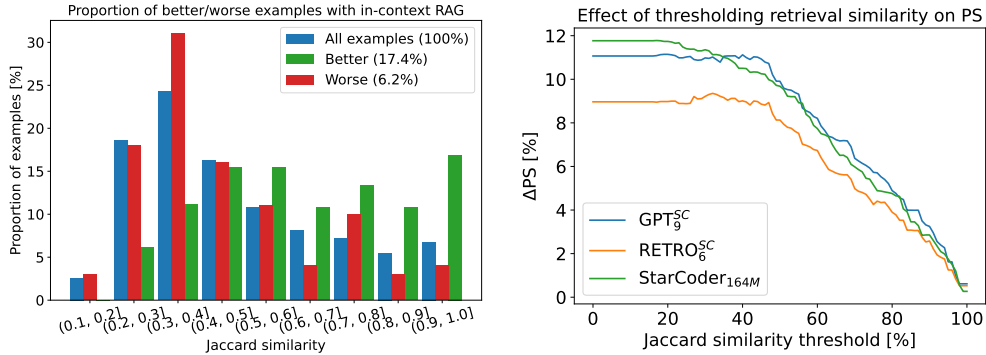 Proportion of better/worse examples with in-context RAG
Proportion of examples [%]
30
25
20
15
10
5
0
All examples (100%)
Better (17.4%)
Worse (6.2%)
(0.1, 0.2]
(0.2, 0.3]
(0.3, 0.4]
(0.4, 0.5]
(0.5, 0.6]
(0.6, 0.7]
(0.7, 0.8]
(0.8, 0.9]
(0.9, 1.0]
Jaccard similarity
Effect of thresholding retrieval similarity on PS
ΔPS [%]
12
10
8
6
4
2
0
GPT₉ˢᶜ
RETRO₆ˢᶜ
StarCoder₁₆₄M
0 20 40 60 80 100
Jaccard similarity threshold [%]